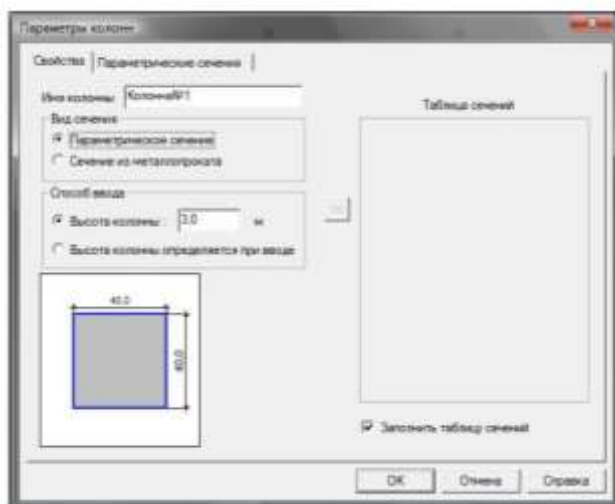 Параметры колонн
Свойства Параметрические сечения
Имя колонны Колонна№1
Вид сечения
Параметрическое сечение
Сечение из металлопроката
Способ ввода
Высота колонны 3,0 м
Высота колонны определяется при вводе
40,0
40,0
Таблица сечений
Заполнить таблицу сечений
OK Отмена Справка